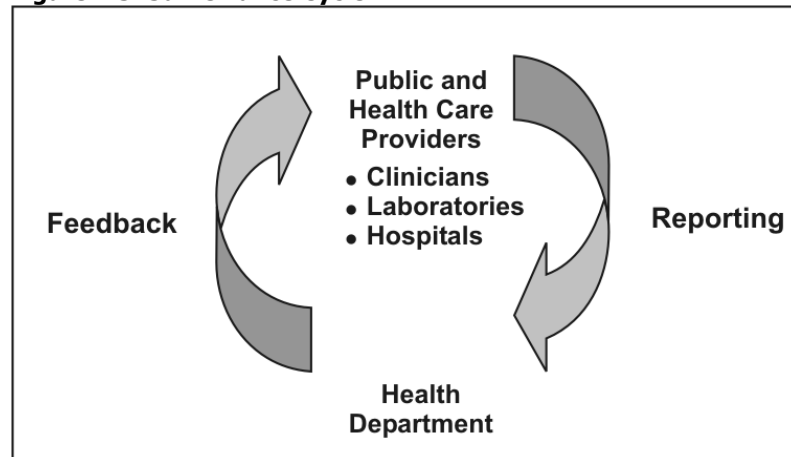 Public and
Health Care
Providers
• Clinicians
• Laboratories
• Hospitals
Feedback
Reporting
Health
Department